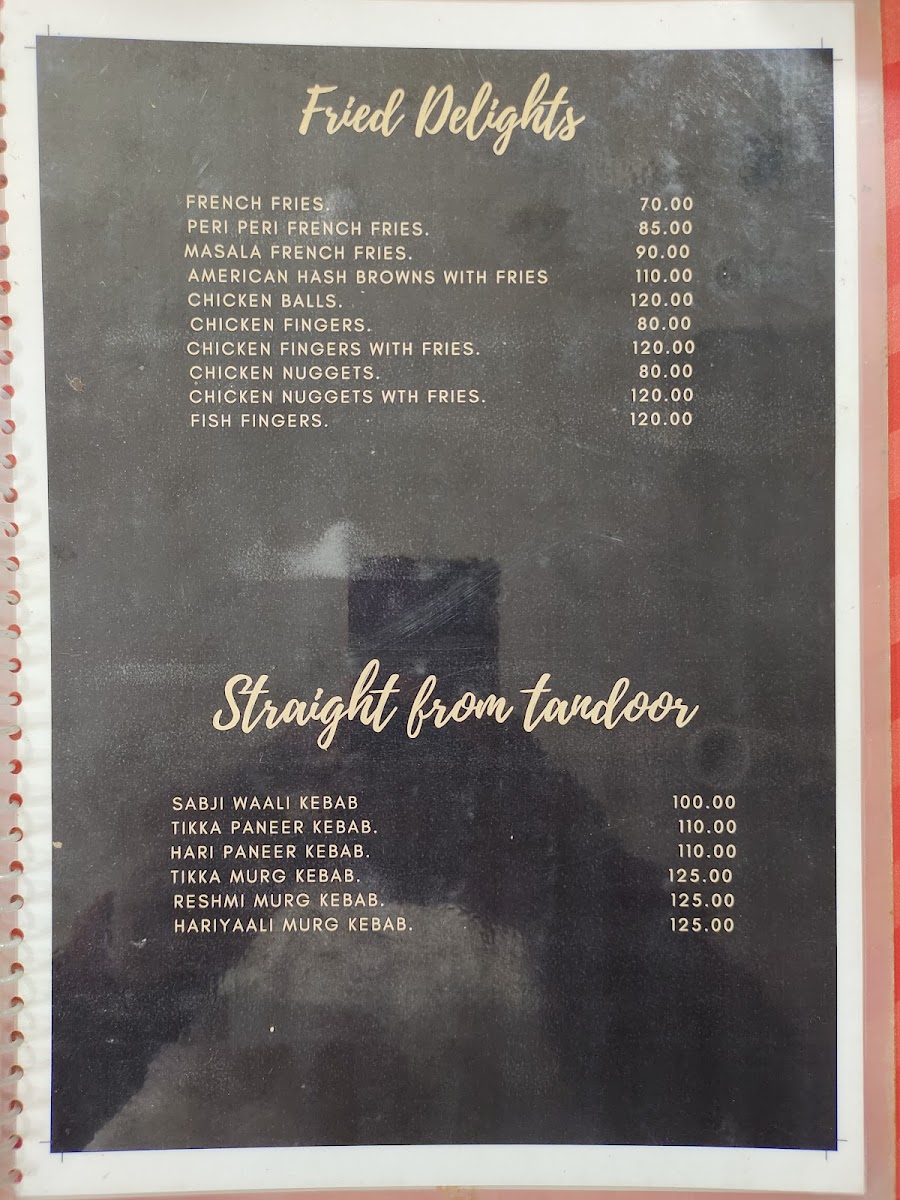 Fried Delights
FRENCH FRIES. 70.00
PERI PERI FRENCH FRIES. 85.00
MASALA FRENCH FRIES. 90.00
AMERICAN HASH BROWNS WITH FRIES 110.00
CHICKEN BALLS. 120.00
CHICKEN FINGERS. 80.00
CHICKEN FINGERS WITH FRIES. 120.00
CHICKEN NUGGETS. 80.00
CHICKEN NUGGETS WTH FRIES. 120.00
FISH FINGERS. 120.00
Straight from tandoor
SABJI WAALI KEBAB 100.00
TIKKA PANEER KEBAB. 110.00
HARI PANEER KEBAB. 110.00
TIKKA MURG KEBAB. 125.00
RESHMI MURG KEBAB. 125.00
HARIYAALI MURG KEBAB. 125.00